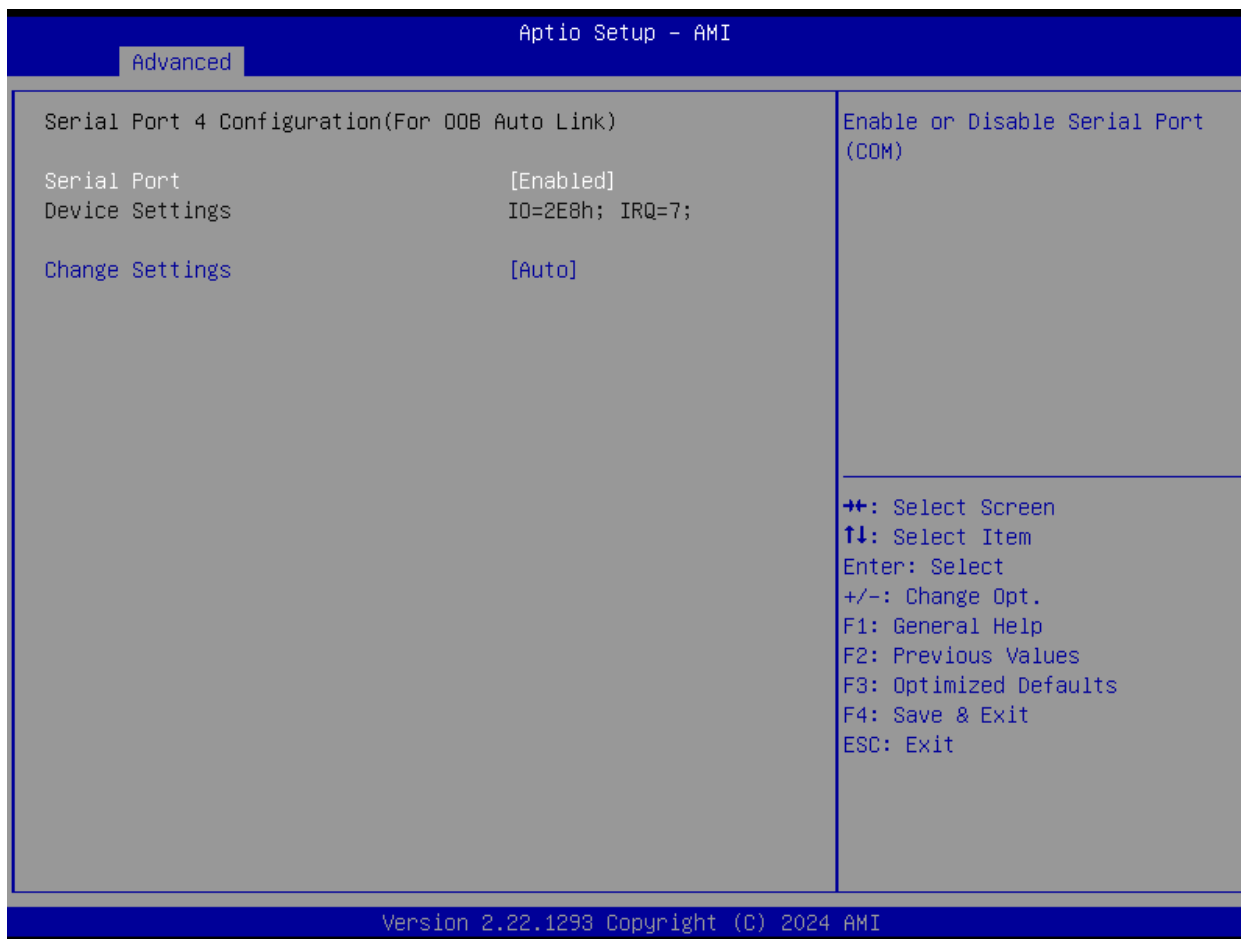 Aptio Setup – AMI
Advanced
Serial Port 4 Configuration(For OOB Auto Link)
Serial Port [Enabled]
Device Settings IO=2E8h; IRQ=7;
Change Settings [Auto]
Enable or Disable Serial Port
(COM)
→←: Select Screen
↑↓: Select Item
Enter: Select
+/-: Change Opt.
F1: General Help
F2: Previous Values
F3: Optimized Defaults
F4: Save & Exit
ESC: Exit
Version 2.22.1293 Copyright (C) 2024 AMI